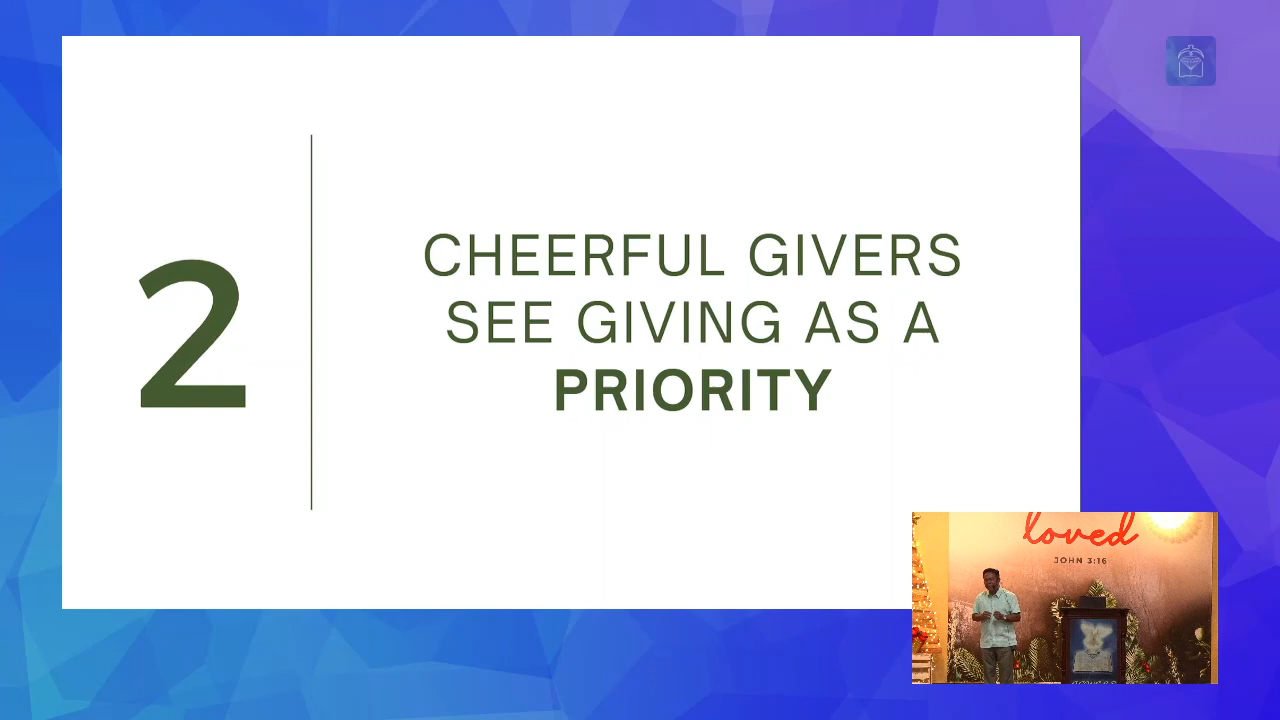 2
CHEERFUL GIVERS
SEE GIVING AS A
PRIORITY
loved
JOHN 3:16